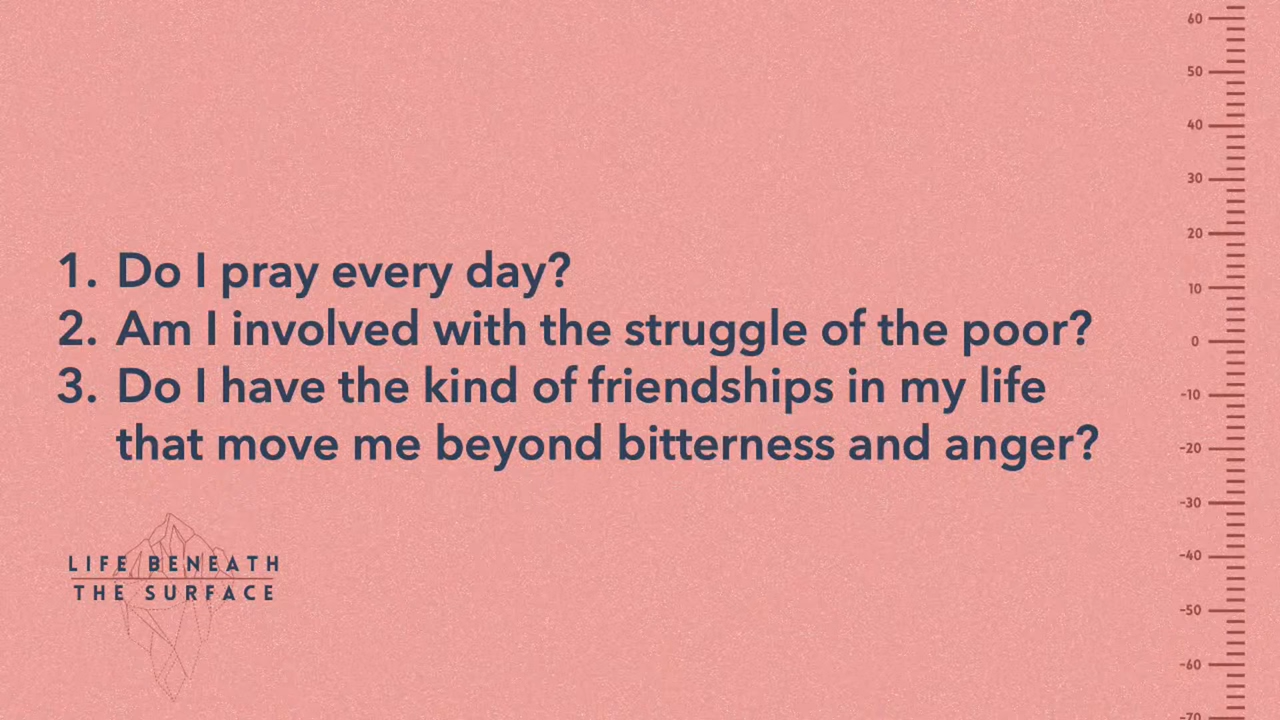 1. Do I pray every day?
2. Am I involved with the struggle of the poor?
3. Do I have the kind of friendships in my life
that move me beyond bitterness and anger?
LIFE BENEATH
THE SURFACE
60
50
40
30
20
10
0
-10
-20
-30
-40
-50
-60
-70